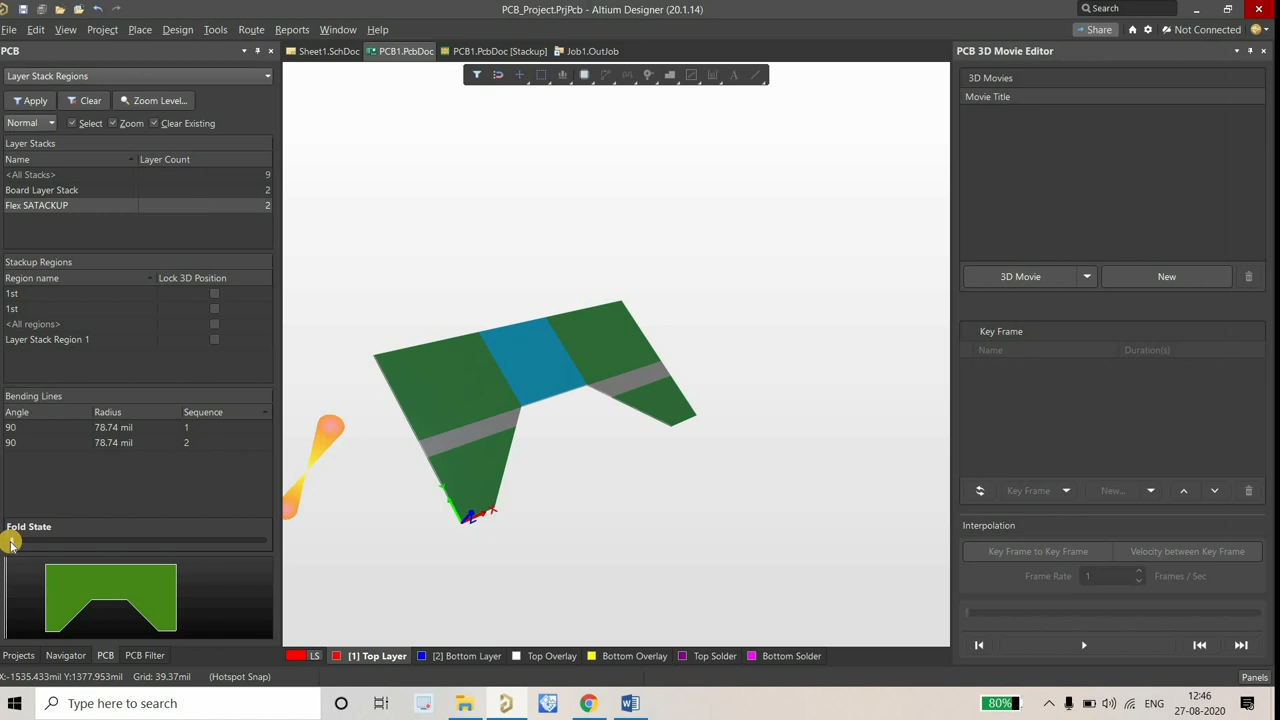 PCB_Project.PrjPcb - Altium Designer (20.1.14)
Search
File Edit View Project Place Design Tools Route Reports Window Help
Share
Not Connected
PCB
Sheet1.SchDoc
PCB1.PcbDoc
PCB1.PcbDoc [Stackup]
Job1.OutJob
PCB 3D Movie Editor
Layer Stack Regions
3D Movies
Movie Title
Apply Clear Zoom Level...
Normal Select Zoom Clear Existing
Layer Stacks
Name Layer Count
<All Stacks> 9
Board Layer Stack 2
Flex SATACKUP 2
Stackup Regions
Region name Lock 3D Position
1st
1st
<All regions>
Layer Stack Region 1
3D Movie New
Key Frame
Name Duration(s)
Bending Lines
Angle Radius Sequence
90 78.74 mil 1
90 78.74 mil 2
Key Frame New...
Fold State
Interpolation
Key Frame to Key Frame Velocity between Key Frame
Frame Rate 1 Frames / Sec
Projects Navigator PCB PCB Filter
LS [1] Top Layer [2] Bottom Layer Top Overlay Bottom Overlay Top Solder Bottom Solder
X:-1535.433mil Y:1377.953mil Grid: 39.37mil (Hotspot Snap)
Panels
Type here to search
80%
ENG
12:46
27-08-2020